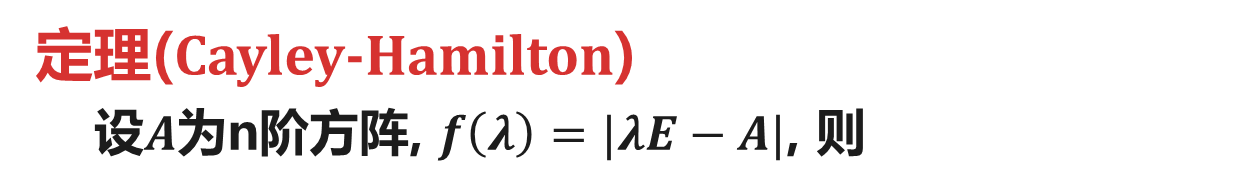 定理(Cayley-Hamilton)
设A为n阶方阵, f(λ) = |λE − A|, 则